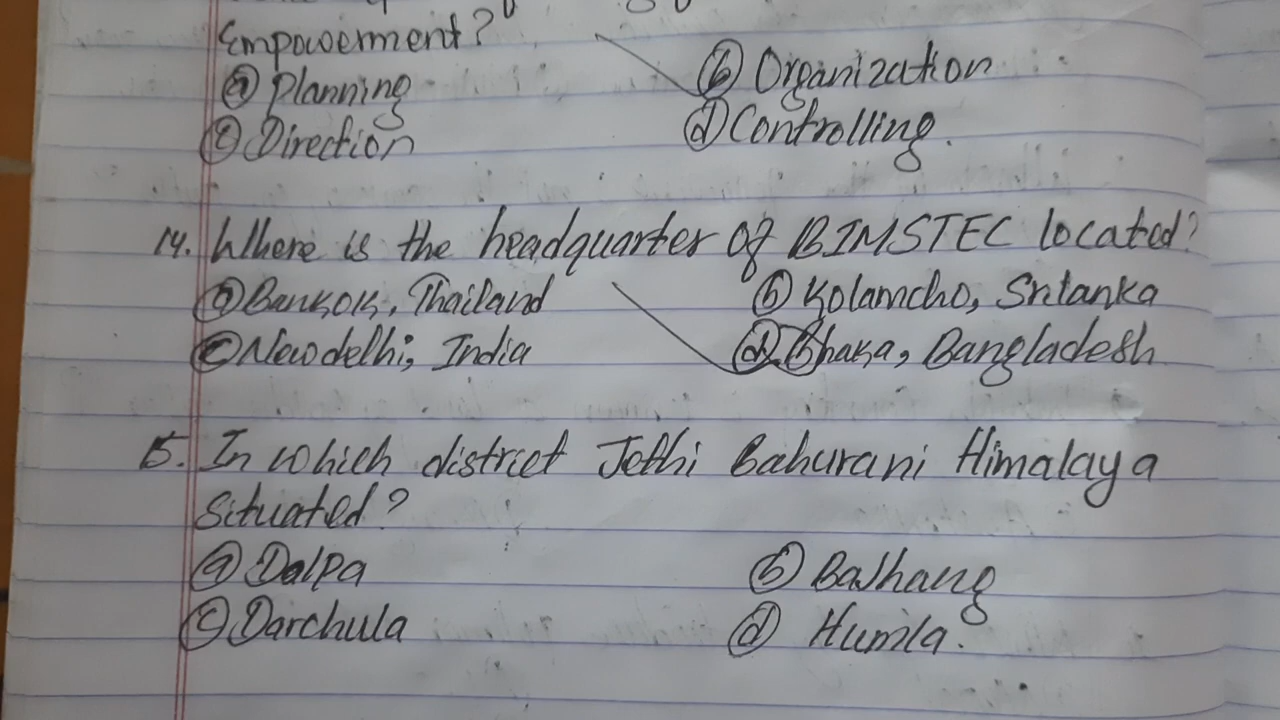 Empowerment?
(a) Planning (b) Organization
(c) Direction (d) Controlling.
14. Where is the headquarter of BIMSTEC located?
(a) Bankok, Thailand (b) Kolamcho, Srilanka
(c) Newdelhi, India (d) Dhaka, Bangladesh
15. In which district Jethi Bahurani Himalaya
situated?
(a) Dolpa (b) Bajhang
(c) Darchula (d) Humla.